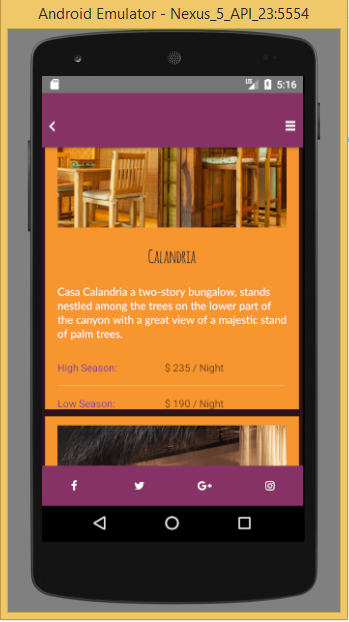 Android Emulator - Nexus_5_API_23:5554
LTE 5:16
Calandria
Casa Calandria a two-story bungalow, stands
nestled among the trees on the lower part of
the canyon with a great view of a majestic stand
of palm trees.
High Season: $ 235 / Night
Low Season: $ 190 / Night
f G+